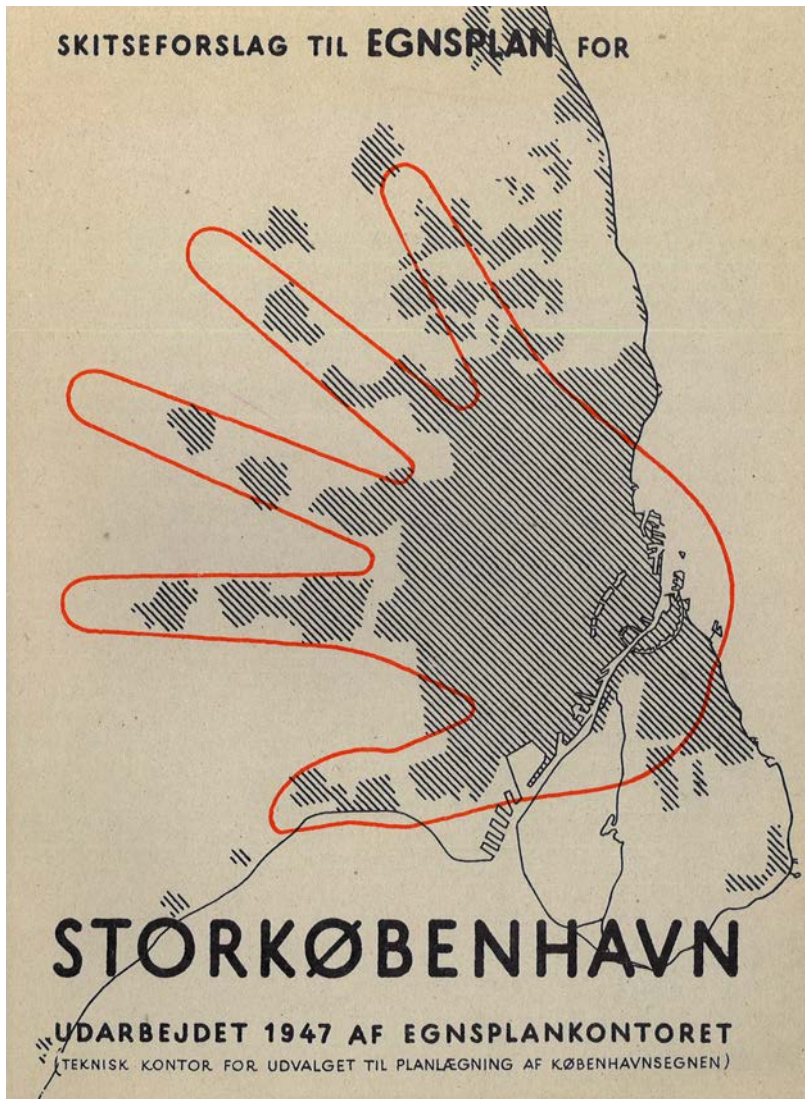 SKITSEFORSLAG TIL EGNSPLAN FOR
STORKØBENHAVN
UDARBEJDET 1947 AF EGNSPLANKONTORET
(TEKNISK KONTOR FOR UDVALGET TIL PLANLÆGNING AF KØBENHAVNSEGNEN)